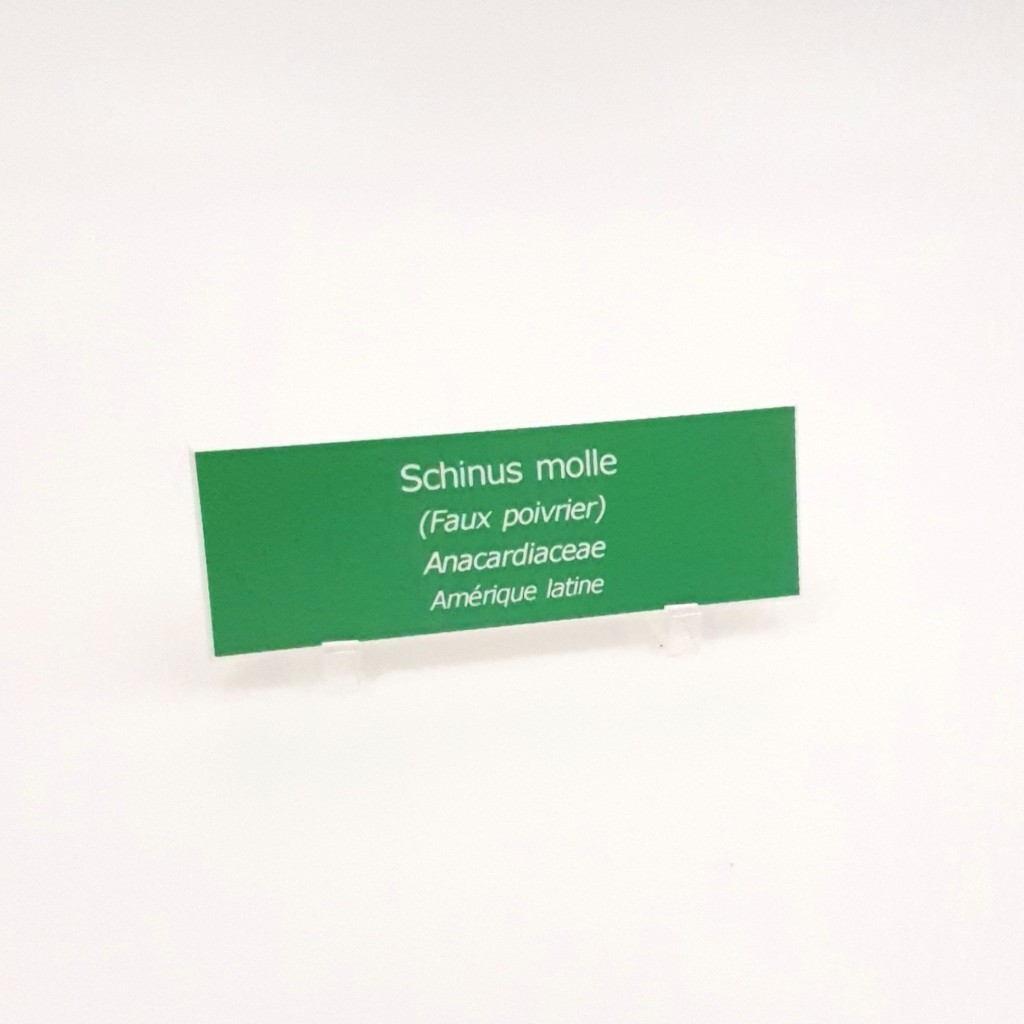 Schinus molle
(Faux poivrier)
Anacardiaceae
Amérique latine